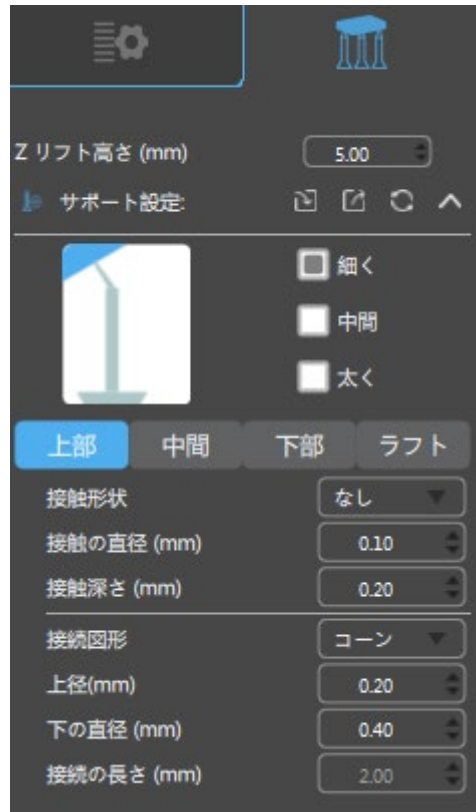 Z リフト高さ (mm) 5.00
サポート設定:
細く
中間
太く
上部 中間 下部 ラフト
接触形状 なし
接触の直径 (mm) 0.10
接触深さ (mm) 0.20
接続図形 コーン
上径(mm) 0.20
下の直径 (mm) 0.40
接続の長さ (mm) 2.00